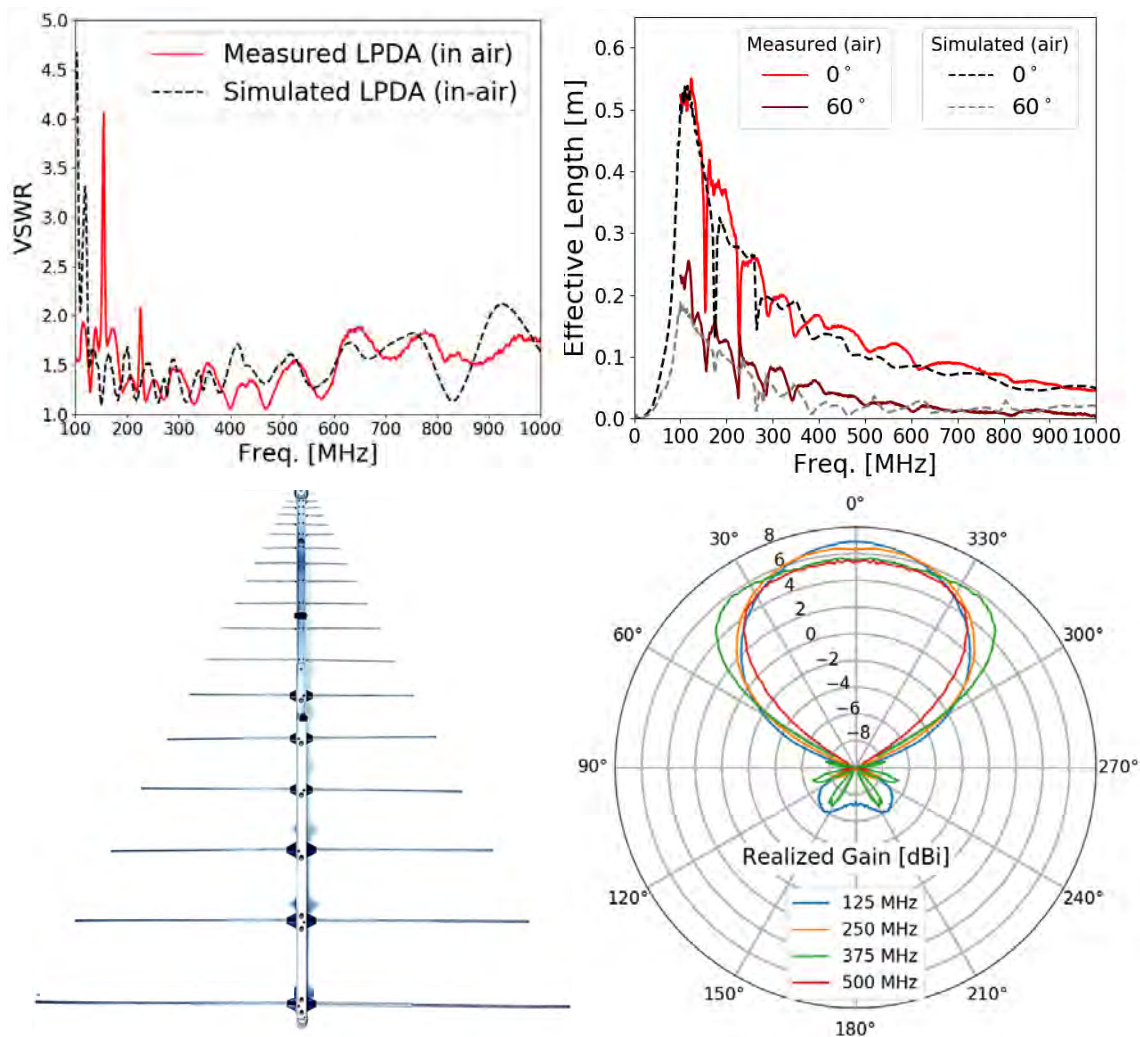 5.0
4.5
4.0
3.5
3.0
2.5
2.0
1.5
1.0
VSWR
Measured LPDA (in air)
Simulated LPDA (in-air)
100 200 300 400 500 600 700 800 900 1000
Freq. [MHz]
0.6
0.5
0.4
0.3
0.2
0.1
0.0
Effective Length [m]
Measured (air)
0°
60°
Simulated (air)
0°
60°
0 100 200 300 400 500 600 700 800 900 1000
Freq. [MHz]
0°
30°
330°
60°
300°
90°
270°
120°
240°
150°
210°
180°
8
6
4
2
0
−2
−4
−6
−8
Realized Gain [dBi]
125 MHz
250 MHz
375 MHz
500 MHz